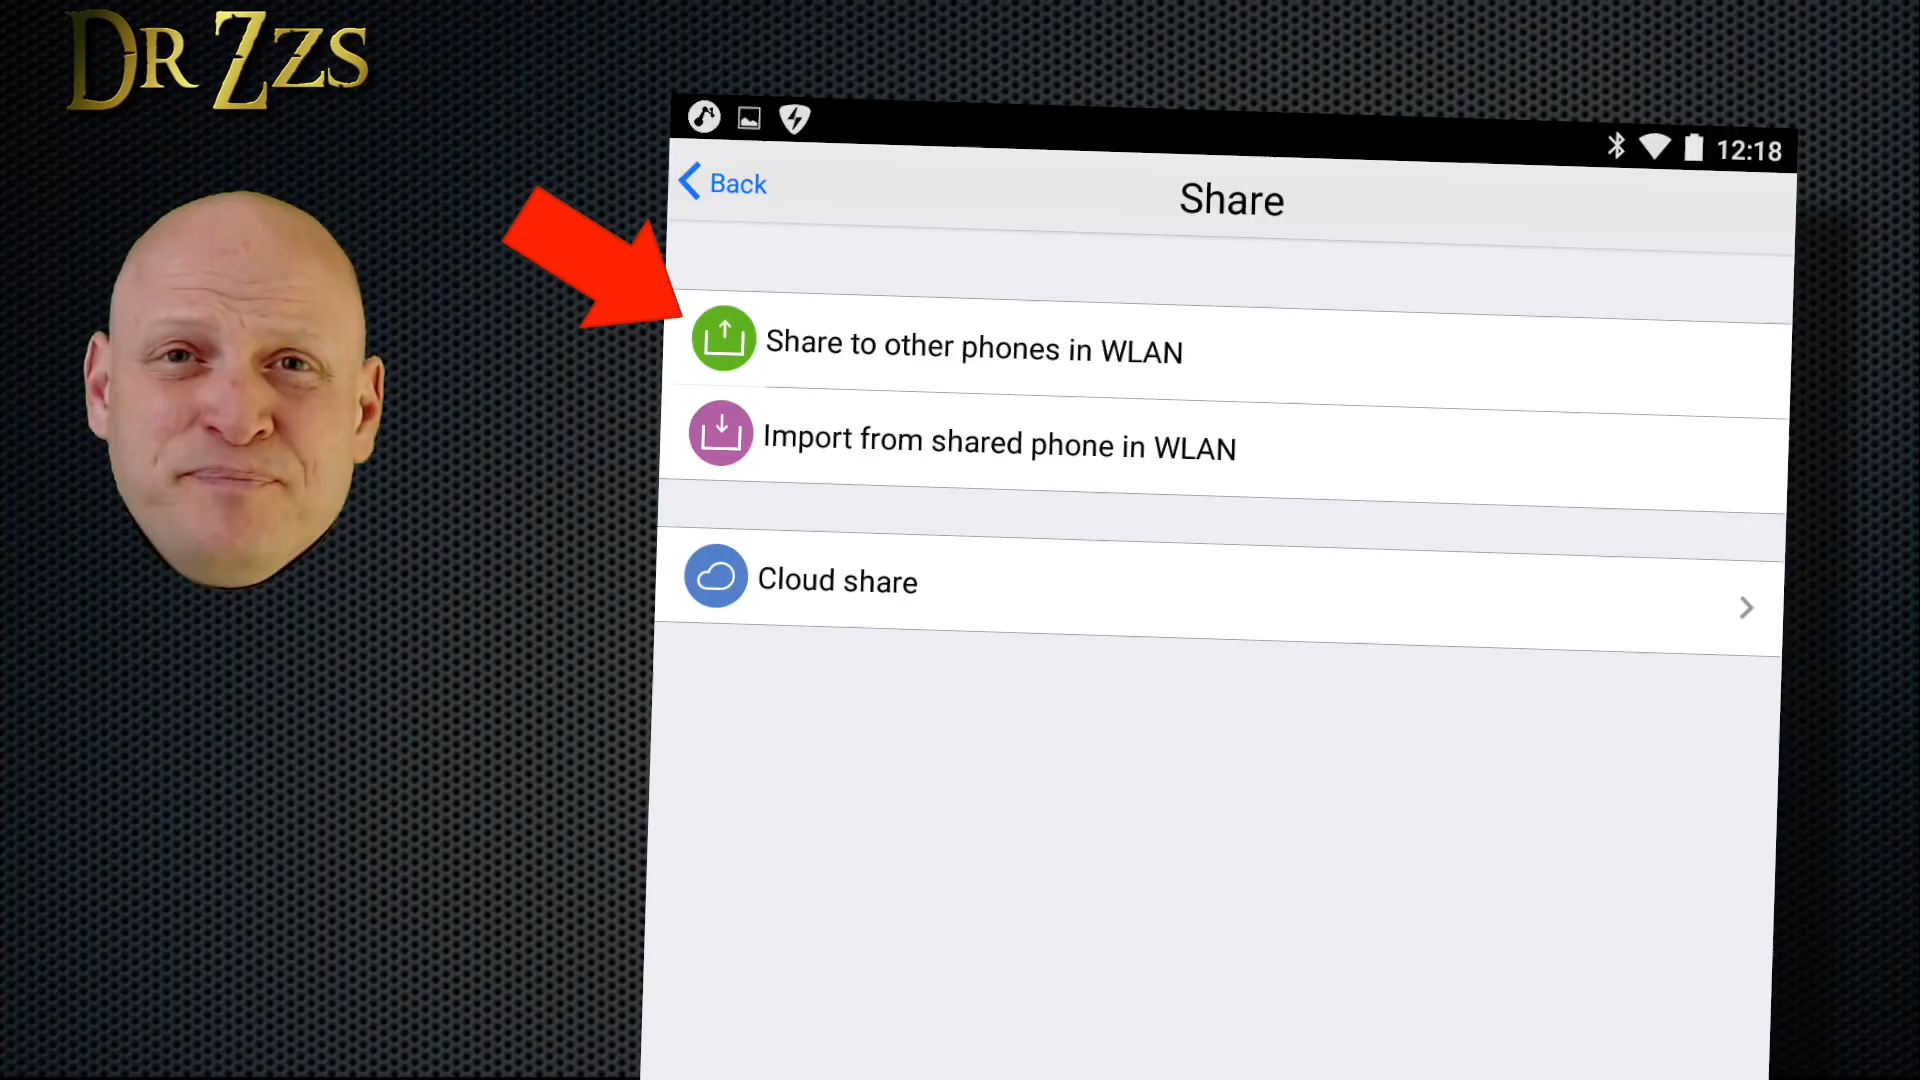 Dr Zzs
12:18
Back
Share
Share to other phones in WLAN
Import from shared phone in WLAN
Cloud share